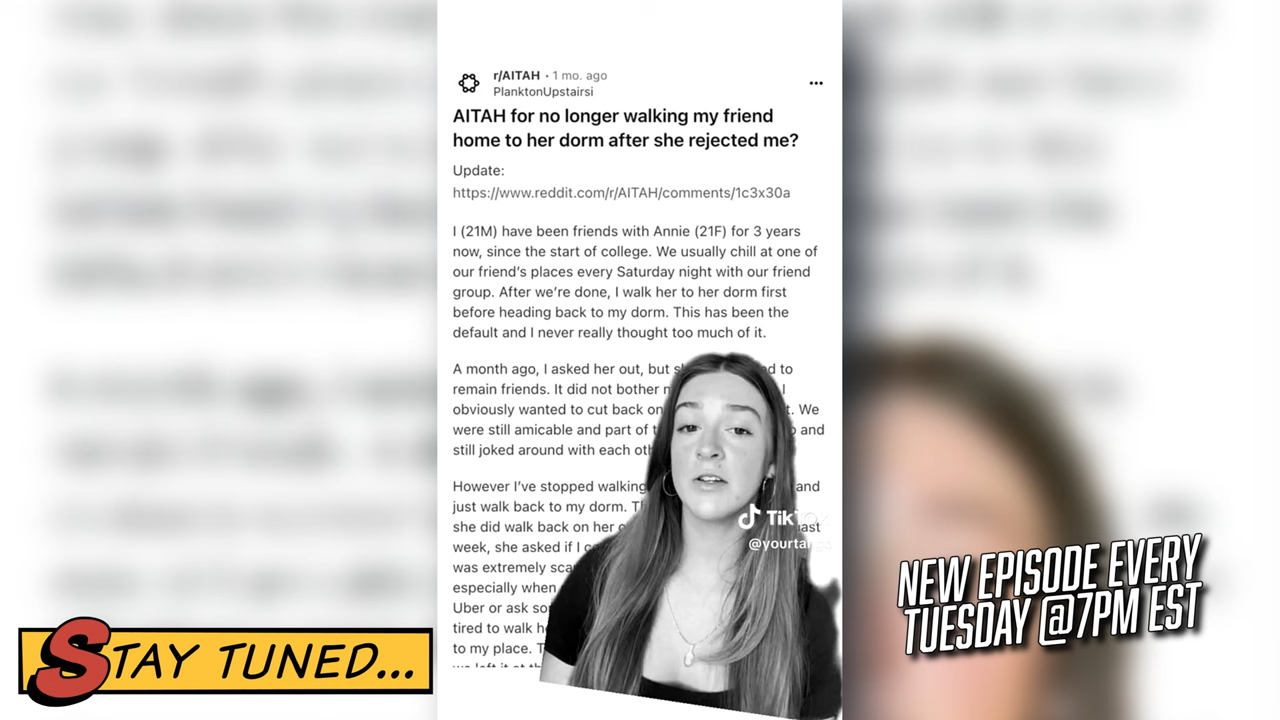 r/AITAH • 1 mo. ago
PlanktonUpstairsi
AITAH for no longer walking my friend
home to her dorm after she rejected me?
Update:
https://www.reddit.com/r/AITAH/comments/1c3x30a
I (21M) have been friends with Annie (21F) for 3 years
now, since the start of college. We usually chill at one of
our friend's places every Saturday night with our friend
group. After we're done, I walk her to her dorm first
before heading back to my dorm. This has been the
default and I never really thought too much of it.
A month ago, I asked her out, but to
remain friends. It did not bother I
obviously wanted to cut back on We
were still amicable and part of and
still joked around with each
However I've stopped walking and
just walk back to my dorm.
she did walk back on her last
week, she asked if I
was extremely
especially when
Uber or ask
tired to walk
to my place.
TikTok
@yourtango
STAY TUNED...
NEW EPISODE EVERY
TUESDAY @7PM EST